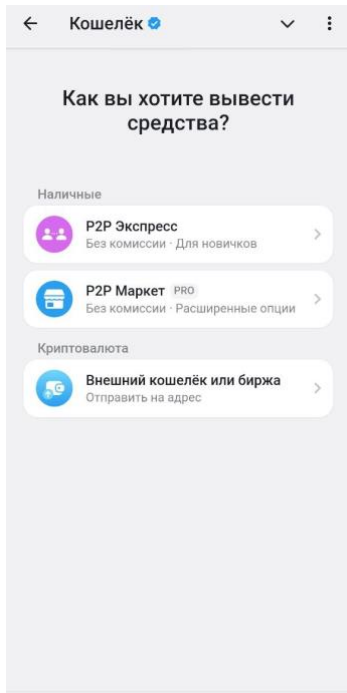 Кошелёк
Как вы хотите вывести
средства?
Наличные
P2P Экспресс
Без комиссии · Для новичков
P2P Маркет PRO
Без комиссии · Расширенные опции
Криптовалюта
Внешний кошелёк или биржа
Отправить на адрес